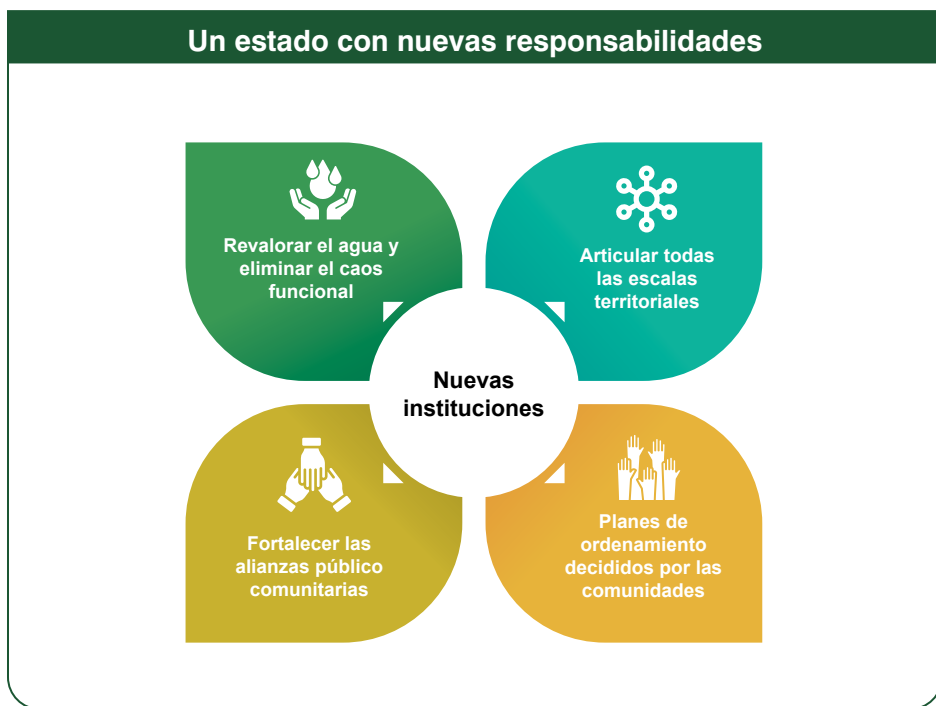 Un estado con nuevas responsabilidades
Revalorar el agua y
eliminar el caos
funcional
Articular todas
las escalas
territoriales
Nuevas
instituciones
Fortalecer las
alianzas público
comunitarias
Planes de
ordenamiento
decididos por las
comunidades